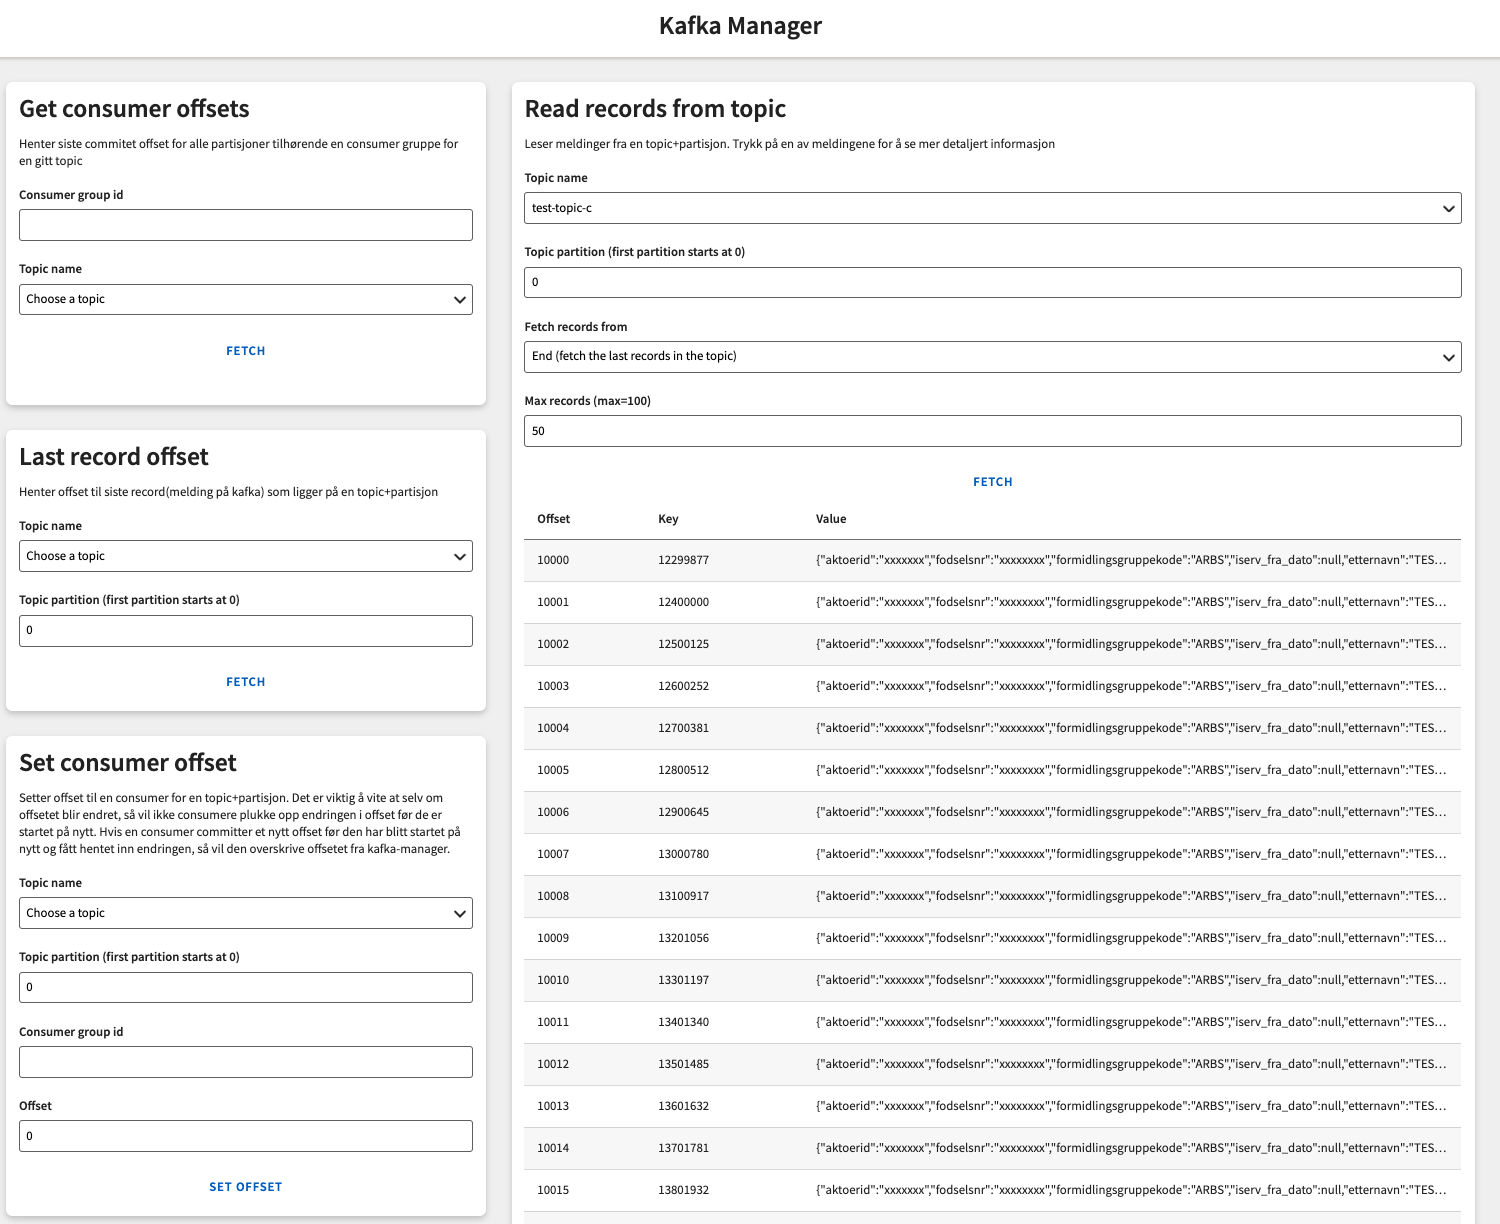 Kafka Manager
Get consumer offsets
Henter siste commitet offset for alle partisjoner tilhørende en consumer gruppe for
en gitt topic
Consumer group id
Topic name
Choose a topic
FETCH
Last record offset
Henter offset til siste record(melding på kafka) som ligger på en topic+partisjon
Topic name
Choose a topic
Topic partition (first partition starts at 0)
0
FETCH
Set consumer offset
Setter offset til en consumer for en topic+partisjon. Det er viktig å vite at selv om
offsetet blir endret, så vil ikke consumere plukke opp endringen i offset før de er
startet på nytt. Hvis en consumer committer et nytt offset før den har blitt startet på
nytt og fått hentet inn endringen, så vil den overskrive offsetet fra kafka-manager.
Topic name
Choose a topic
Topic partition (first partition starts at 0)
0
Consumer group id
Offset
0
SET OFFSET
Read records from topic
Leser meldinger fra en topic+partisjon. Trykk på en av meldingene for å se mer detaljert informasjon
Topic name
test-topic-c
Topic partition (first partition starts at 0)
0
Fetch records from
End (fetch the last records in the topic)
Max records (max=100)
50
FETCH
Offset Key Value
10000 12299877 {"aktoerid":"xxxxxxx","fodselsnr":"xxxxxxxx","formidlingsgruppekode":"ARBS","iserv_fra_dato":null,"etternavn":"TES...
10001 12400000 {"aktoerid":"xxxxxxx","fodselsnr":"xxxxxxxx","formidlingsgruppekode":"ARBS","iserv_fra_dato":null,"etternavn":"TES...
10002 12500125 {"aktoerid":"xxxxxxx","fodselsnr":"xxxxxxxx","formidlingsgruppekode":"ARBS","iserv_fra_dato":null,"etternavn":"TES...
10003 12600252 {"aktoerid":"xxxxxxx","fodselsnr":"xxxxxxxx","formidlingsgruppekode":"ARBS","iserv_fra_dato":null,"etternavn":"TES...
10004 12700381 {"aktoerid":"xxxxxxx","fodselsnr":"xxxxxxxx","formidlingsgruppekode":"ARBS","iserv_fra_dato":null,"etternavn":"TES...
10005 12800512 {"aktoerid":"xxxxxxx","fodselsnr":"xxxxxxxx","formidlingsgruppekode":"ARBS","iserv_fra_dato":null,"etternavn":"TES...
10006 12900645 {"aktoerid":"xxxxxxx","fodselsnr":"xxxxxxxx","formidlingsgruppekode":"ARBS","iserv_fra_dato":null,"etternavn":"TES...
10007 13000780 {"aktoerid":"xxxxxxx","fodselsnr":"xxxxxxxx","formidlingsgruppekode":"ARBS","iserv_fra_dato":null,"etternavn":"TES...
10008 13100917 {"aktoerid":"xxxxxxx","fodselsnr":"xxxxxxxx","formidlingsgruppekode":"ARBS","iserv_fra_dato":null,"etternavn":"TES...
10009 13201056 {"aktoerid":"xxxxxxx","fodselsnr":"xxxxxxxx","formidlingsgruppekode":"ARBS","iserv_fra_dato":null,"etternavn":"TES...
10010 13301197 {"aktoerid":"xxxxxxx","fodselsnr":"xxxxxxxx","formidlingsgruppekode":"ARBS","iserv_fra_dato":null,"etternavn":"TES...
10011 13401340 {"aktoerid":"xxxxxxx","fodselsnr":"xxxxxxxx","formidlingsgruppekode":"ARBS","iserv_fra_dato":null,"etternavn":"TES...
10012 13501485 {"aktoerid":"xxxxxxx","fodselsnr":"xxxxxxxx","formidlingsgruppekode":"ARBS","iserv_fra_dato":null,"etternavn":"TES...
10013 13601632 {"aktoerid":"xxxxxxx","fodselsnr":"xxxxxxxx","formidlingsgruppekode":"ARBS","iserv_fra_dato":null,"etternavn":"TES...
10014 13701781 {"aktoerid":"xxxxxxx","fodselsnr":"xxxxxxxx","formidlingsgruppekode":"ARBS","iserv_fra_dato":null,"etternavn":"TES...
10015 13801932 {"aktoerid":"xxxxxxx","fodselsnr":"xxxxxxxx","formidlingsgruppekode":"ARBS","iserv_fra_dato":null,"etternavn":"TES...